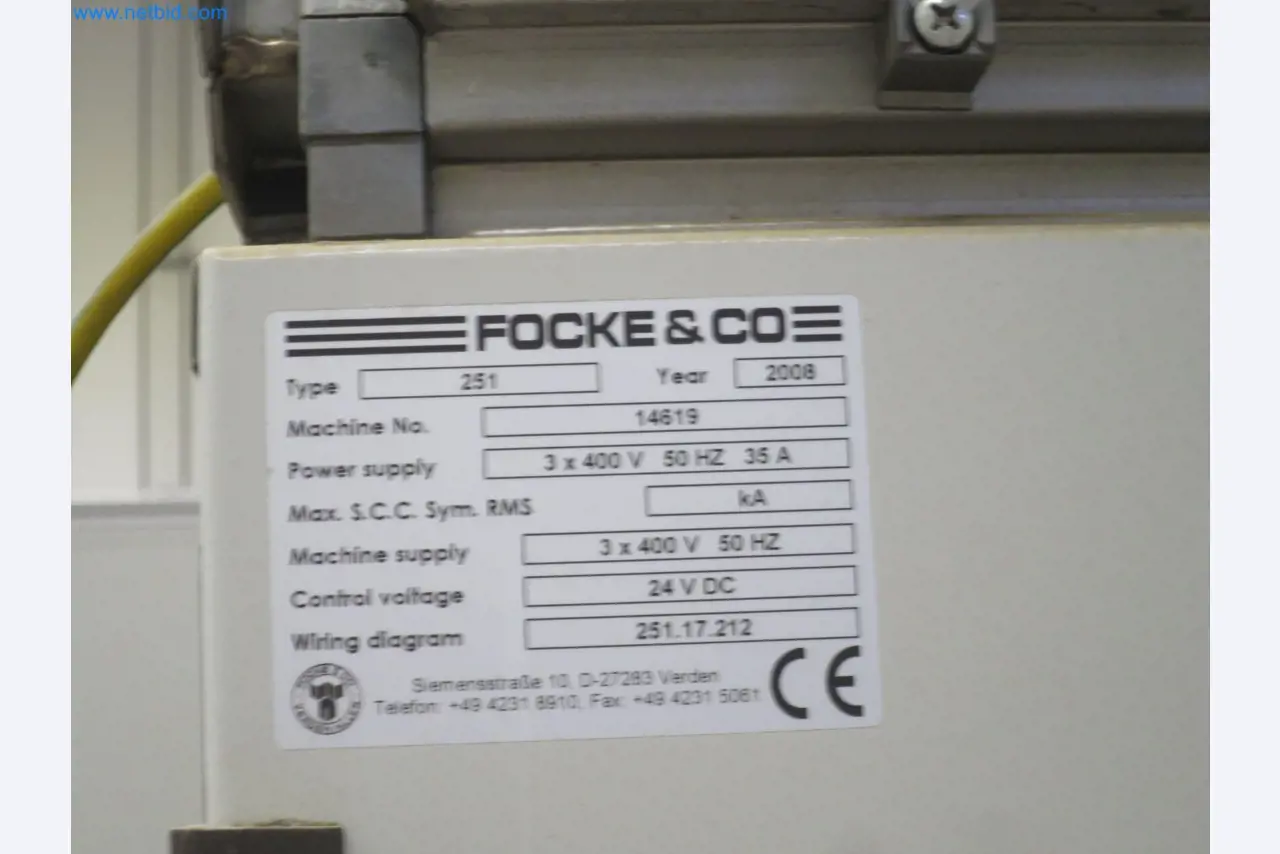 www.netbid.com
FOCKE & CO
Type 251 Year 2008
Machine No. 14619
Power supply 3 x 400 V 50 HZ 35 A
Max. S.C.C. Sym. RMS kA
Machine supply 3 x 400 V 50 HZ
Control voltage 24 V DC
Wiring diagram 251.17.212
Siemensstraße 10, D-27283 Verden
Telefon: +49 4231 8910, Fax: +49 4231 5061
CE